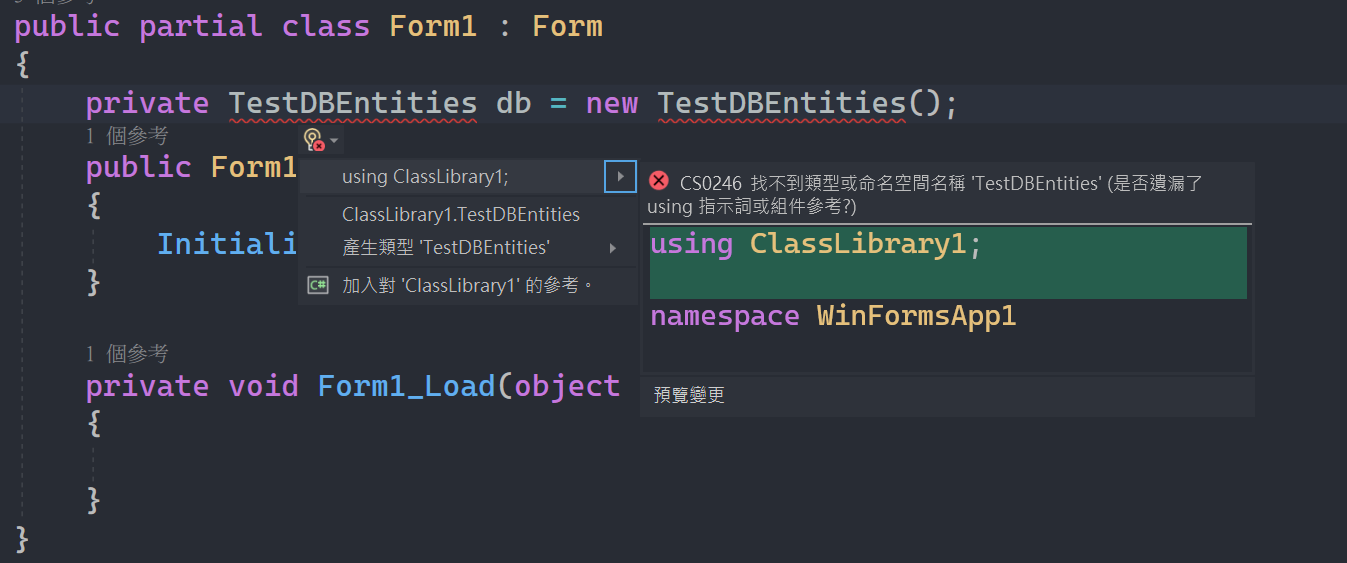 public partial class Form1 : Form
{
private TestDBEntities db = new TestDBEntities();
1 個參考
public Form1
{
Initiali
}
using ClassLibrary1;
ClassLibrary1.TestDBEntities
產生類型 'TestDBEntities'
C# 加入對 'ClassLibrary1' 的參考。
CS0246 找不到類型或命名空間名稱 'TestDBEntities' (是否遺漏了
using 指示詞或組件參考?)
using ClassLibrary1;
namespace WinFormsApp1
預覽變更
1 個參考
private void Form1_Load(object
{
}
}